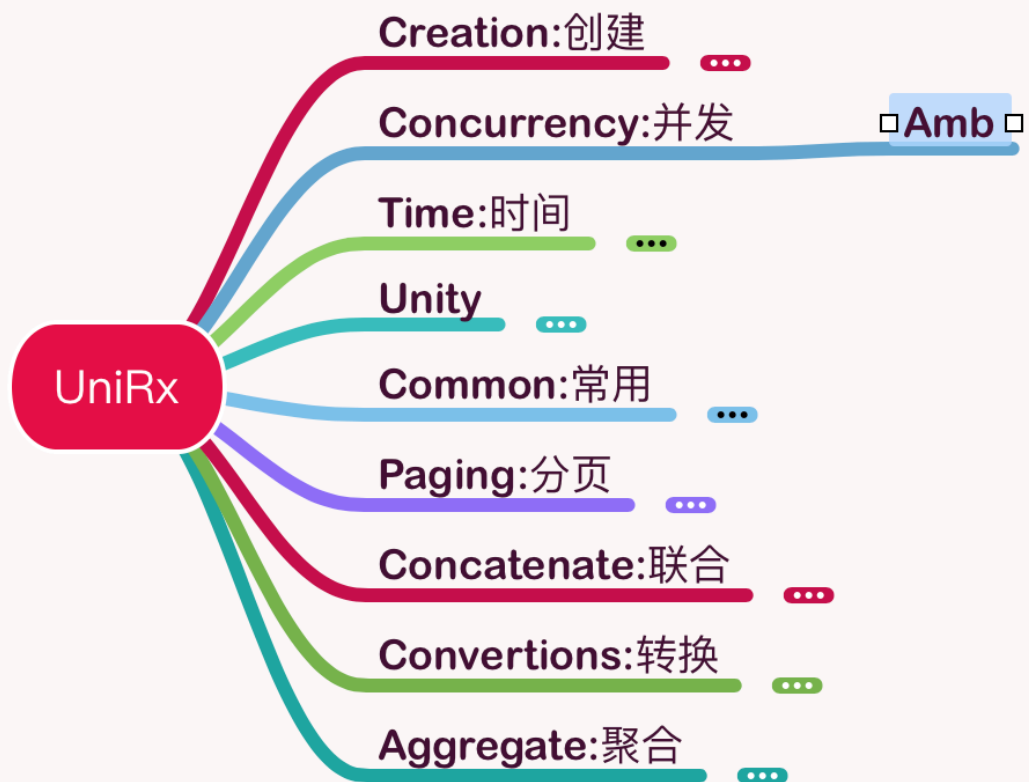 Creation:创建
Concurrency:并发
Amb
Time:时间
Unity
UniRx
Common:常用
Paging:分页
Concatenate:联合
Convertions:转换
Aggregate:聚合